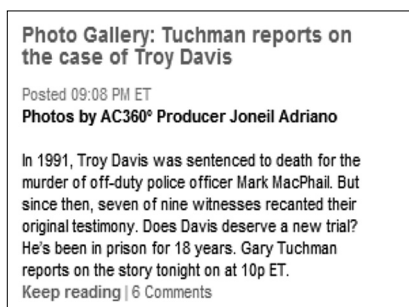 Photo Gallery: Tuchman reports on
the case of Troy Davis
Posted 09:08 PM ET
Photos by AC360º Producer Joneil Adriano
In 1991, Troy Davis was sentenced to death for the
murder of off-duty police officer Mark MacPhail. But
since then, seven of nine witnesses recanted their
original testimony. Does Davis deserve a new trial?
He's been in prison for 18 years. Gary Tuchman
reports on the story tonight on at 10p ET.
Keep reading | 6 Comments